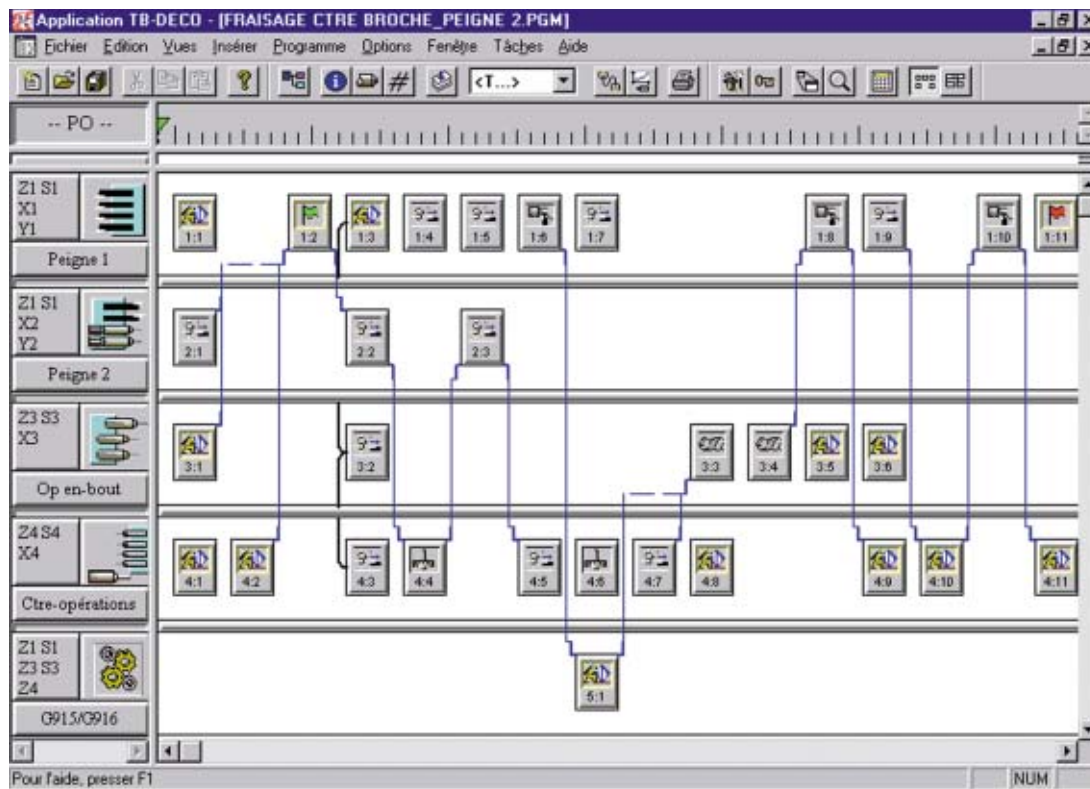 Application TB-DECO - [FRAISAGE CTRE BROCHE_PEIGNE 2.PGM]
Fichier Edition Vues Insérer Programme Options Fenêtre Tâches Aide
<T...>
-- PO --
Z1 S1
X1
Y1
Peigne 1
1:1 1:2 1:3 1:4 1:5 1:6 1:7 1:8 1:9 1:10 1:11
Z1 S1
X2
Y2
Peigne 2
2:1 2:2 2:3
Z3 S3
X3
Op en-bout
3:1 3:2 3:3 3:4 3:5 3:6
Z4 S4
X4
Ctre-opérations
4:1 4:2 4:3 4:4 4:5 4:6 4:7 4:8 4:9 4:10 4:11
Z1 S1
Z3 S3
Z4
G915/G916
5:1
Pour l'aide, presser F1
NUM